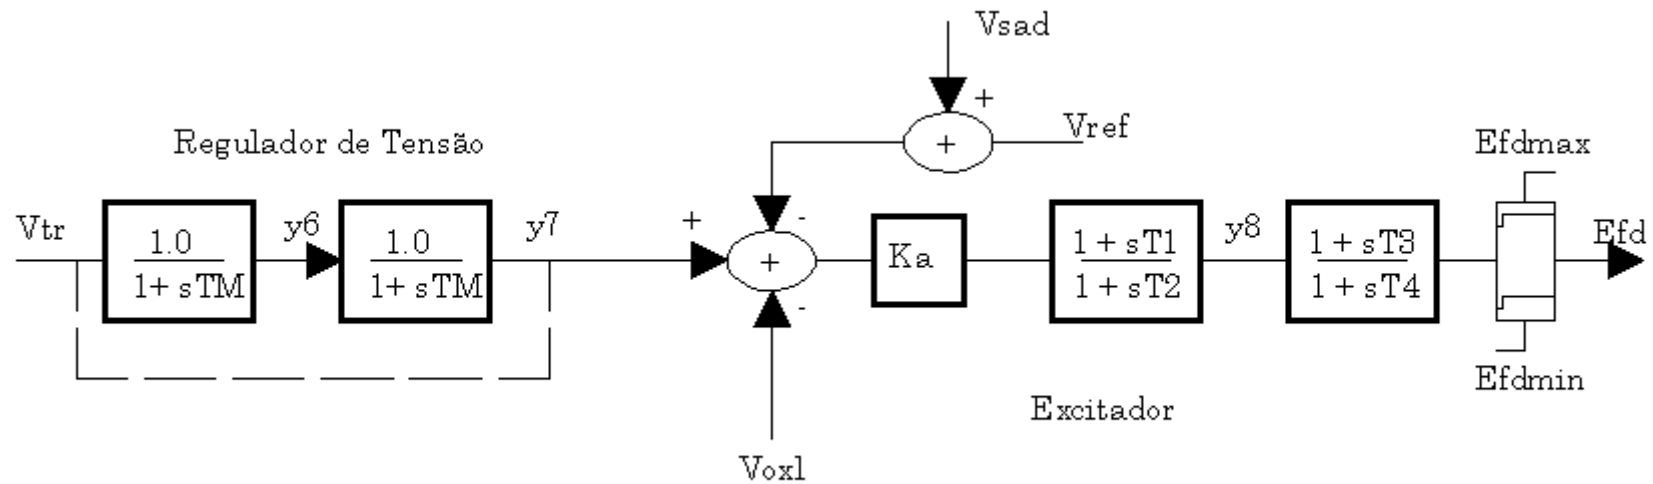 Vsad
+
Vref
+
Regulador de Tensão
Efdmax
Vtr
1.0
1+ sTM
y6
1.0
1+ sTM
y7
+
-
+
-
Ka
1 + sT1
1 + sT2
y8
1 + sT3
1 + sT4
Efd
Efdmin
Excitador
Voxl